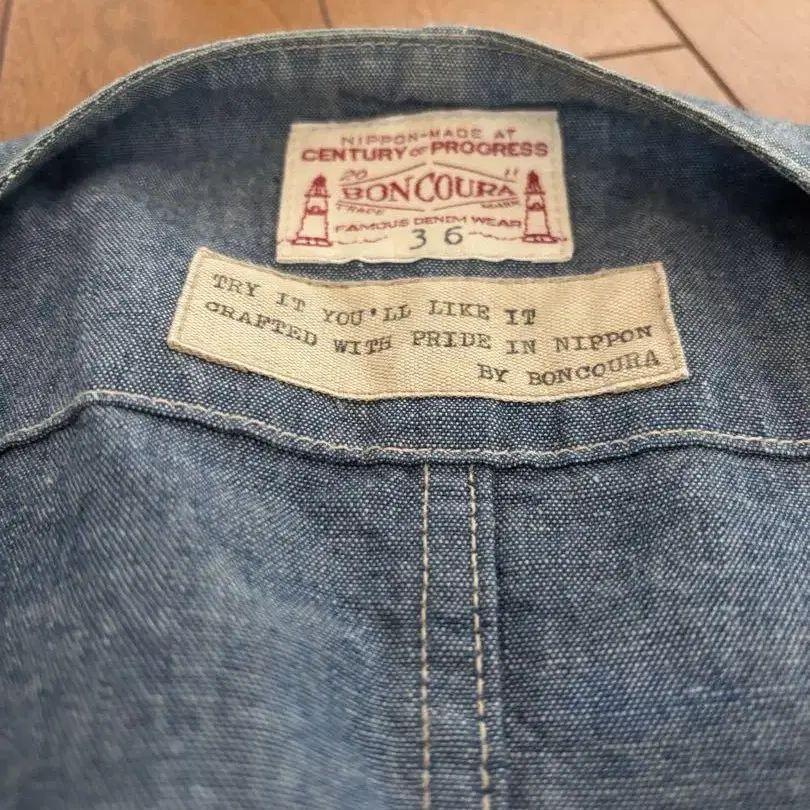 NIPPON-MADE AT
CENTURY OF PROGRESS
20 11
BONCOURA
TRADE MARK
FAMOUS DENIM WEAR
36
TRY IT YOU'LL LIKE IT
CRAFTED WITH PRIDE IN NIPPON
BY BONCOURA